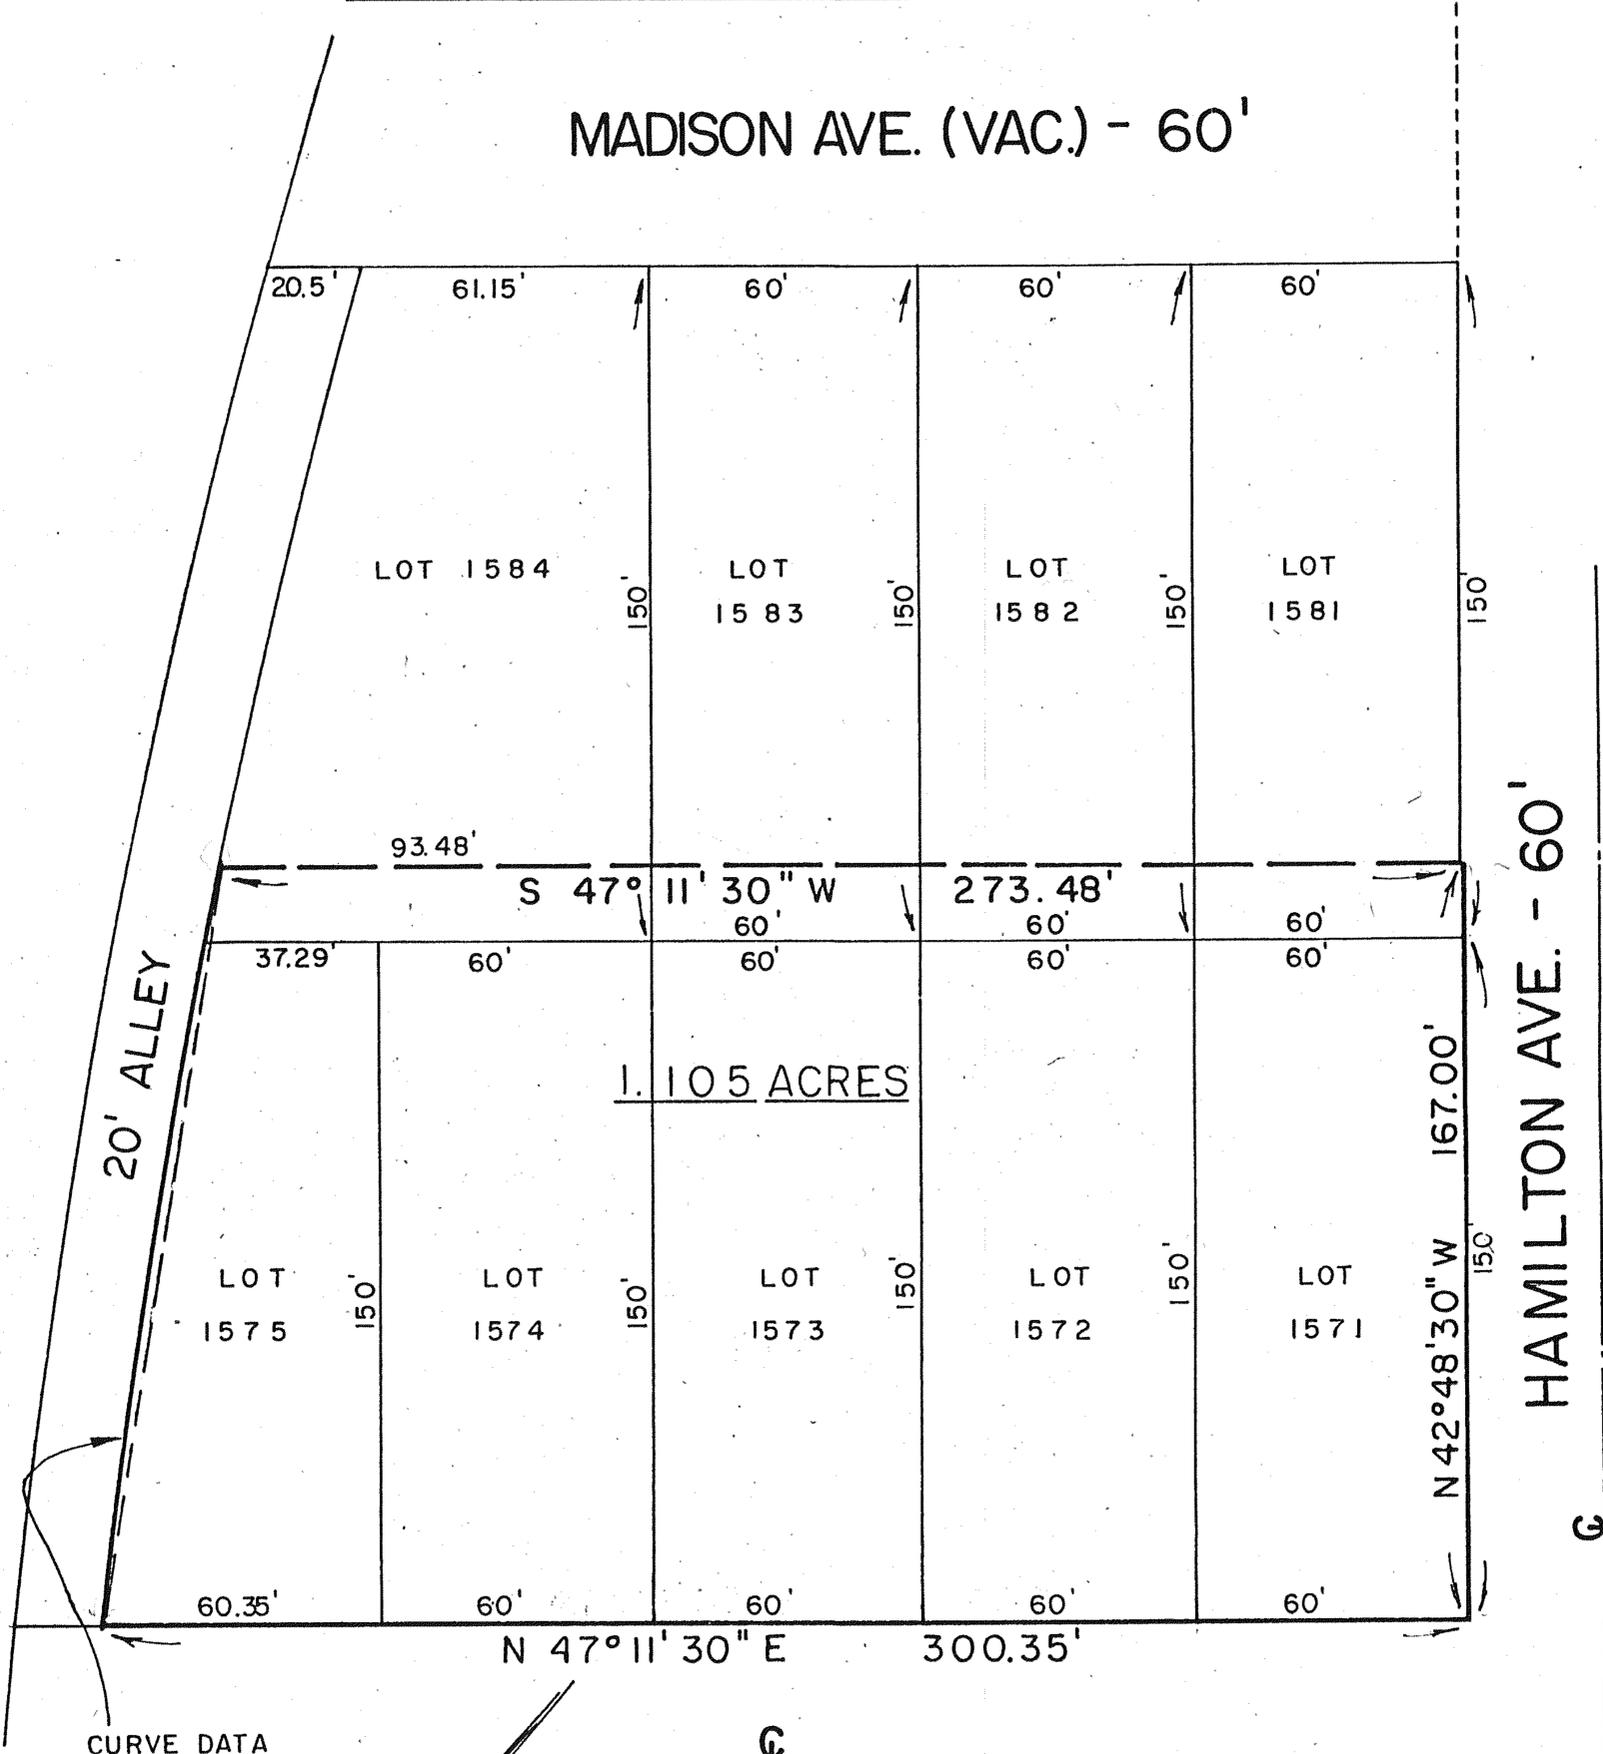 MADISON AVE. (VAC.) - 60'
20.5' 61.15' 60' 60' 60'
LOT 1584
LOT
1583
LOT
1582
LOT
1581
150' 150' 150' 150'
93.48'
S 47° 11' 30" W 273.48'
60' 60' 60'
37.29' 60' 60' 60' 60'
20' ALLEY
1.105 ACRES
HAMILTON AVE. - 60'
N 42°48'30" W 167.00'
LOT
1575
LOT
1574
LOT
1573
LOT
1572
LOT
1571
150' 150' 150' 150' 150'
60.35' 60' 60' 60' 60'
N 47°11'30" E 300.35'
CURVE DATA